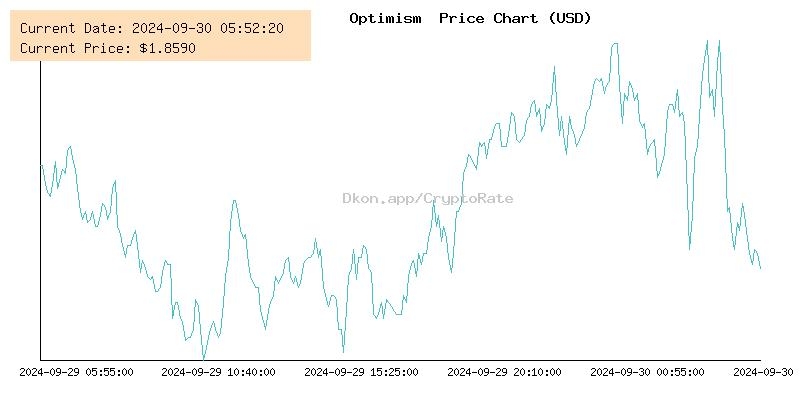 Optimism  Price Chart (USD)
Current Date: 2024-09-30 05:52:20
Current Price: $1.8590
Dkon.app/CryptoRate
2024-09-29 05:55:00 2024-09-29 10:40:00 2024-09-29 15:25:00 2024-09-29 20:10:00 2024-09-30 00:55:00 2024-09-30